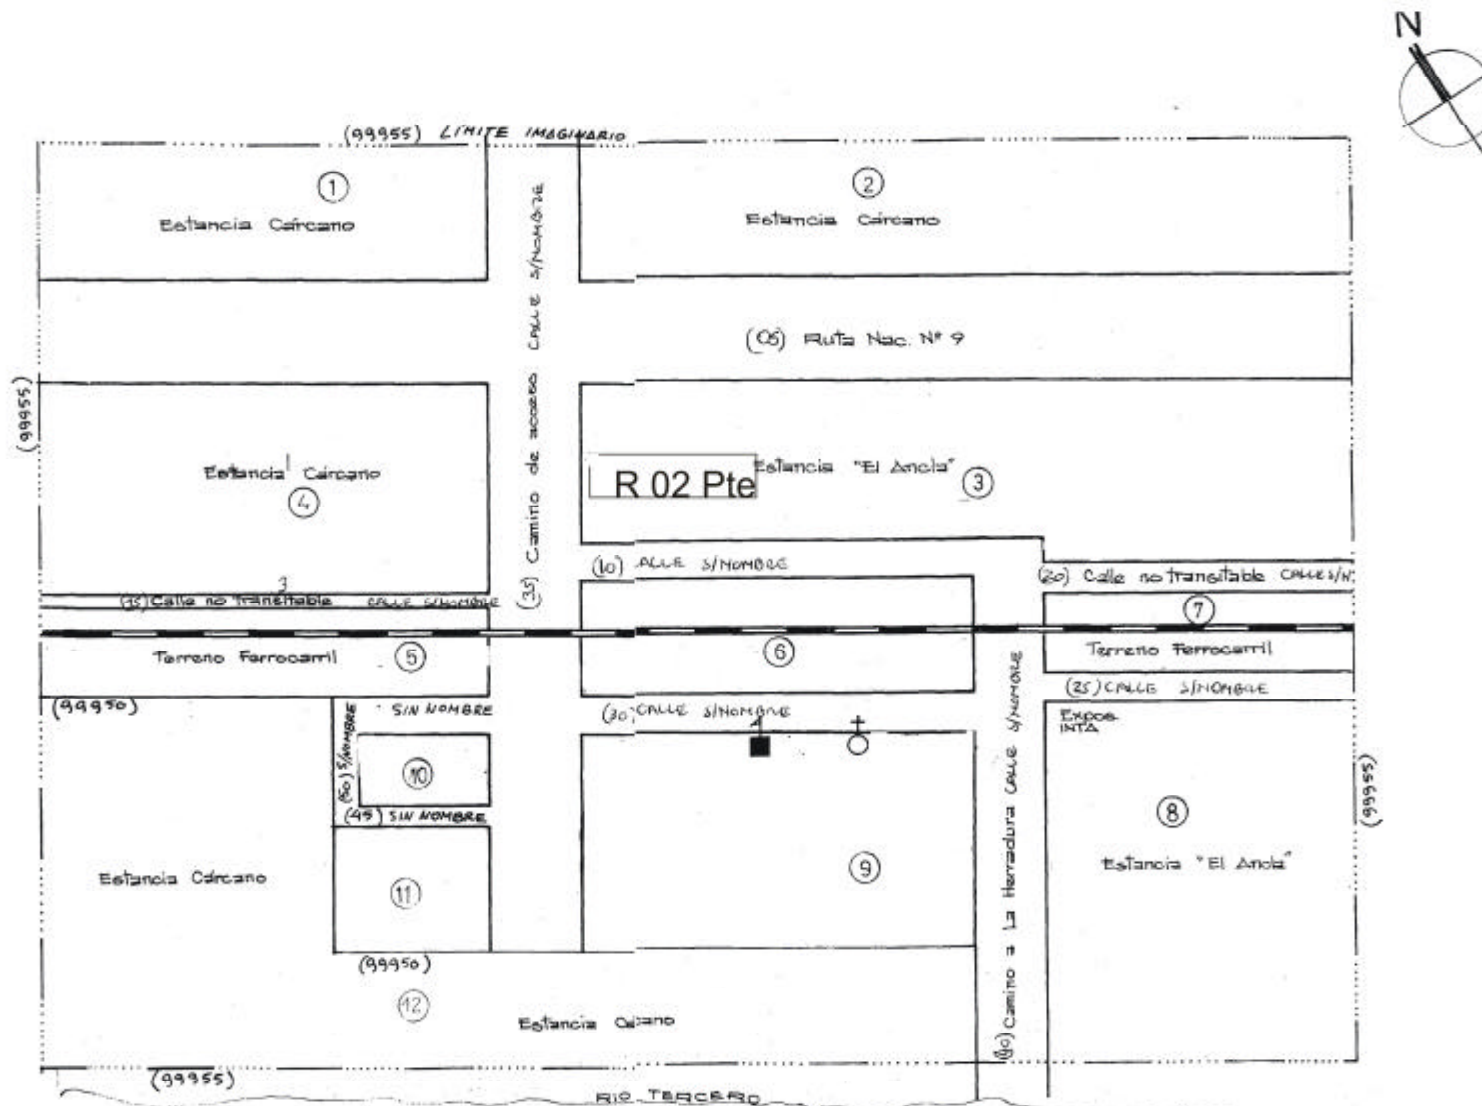 N
(99955) LÍMITE IMAGINARIO
1
Estancia Cárcano
2
Estancia Cárcano
(35) Camino de acceso CALLE S/NOMBRE
(05) Ruta Nac. Nº 9
(99955)
Estancia Cárcano
4
R 02 Pte
Estancia "El Ancla"
3
(10) ALLE S/NOMBRE
(20) Calle no transitable CALLE S/N
3
(15) Calle no transitable CALLE S/NOMBRE
7
Terreno Ferrocarril
5
6
Terreno Ferrocarril
(25) CALLE S/NOMBRE
(99950)
SIN NOMBRE
(30) CALLE S/NOMBRE
EXPOS
INTA
(50) S/NOMBRE
10
(45) SIN NOMBRE
(40) Camino a La Herradura CALLE S/NOMBRE
(99955)
8
Estancia "El Ancla"
Estancia Cárcano
11
9
(99950)
12
Estancia
(99955)
RIO TERCERO